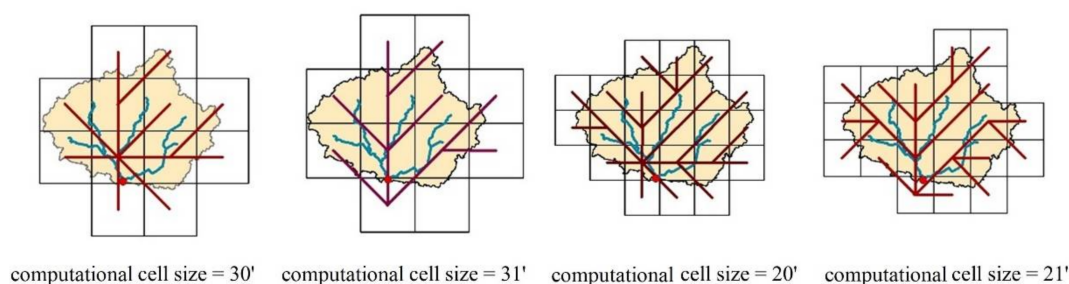 computational cell size = 30'
computational cell size = 31'
computational cell size = 20'
computational cell size = 21'